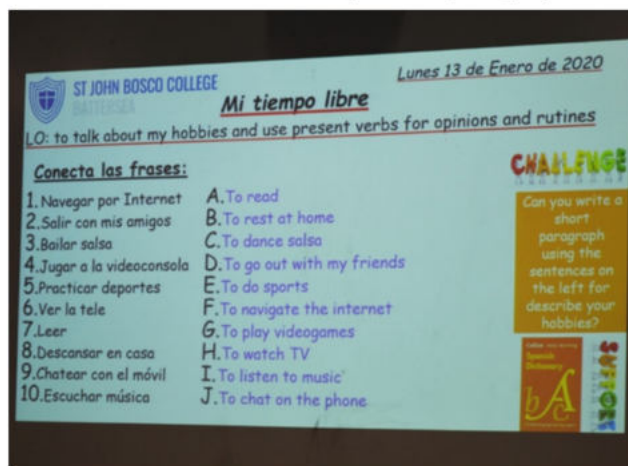 ST JOHN BOSCO COLLEGE
BATTERSEA
Lunes 13 de Enero de 2020
Mi tiempo libre
LO: to talk about my hobbies and use present verbs for opinions and rutines
Conecta las frases:
1. Navegar por Internet
2. Salir con mis amigos
3. Bailar salsa
4. Jugar a la videoconsola
5. Practicar deportes
6. Ver la tele
7. Leer
8. Descansar en casa
9. Chatear con el móvil
10. Escuchar música
A. To read
B. To rest at home
C. To dance salsa
D. To go out with my friends
E. To do sports
F. To navigate the internet
G. To play videogames
H. To watch TV
I. To listen to music
J. To chat on the phone
CHALLENGE
Can you write a
short
paragraph
using the
sentences on
the left for
describe your
hobbies?
Spanish
Dictionary
SUPPORT